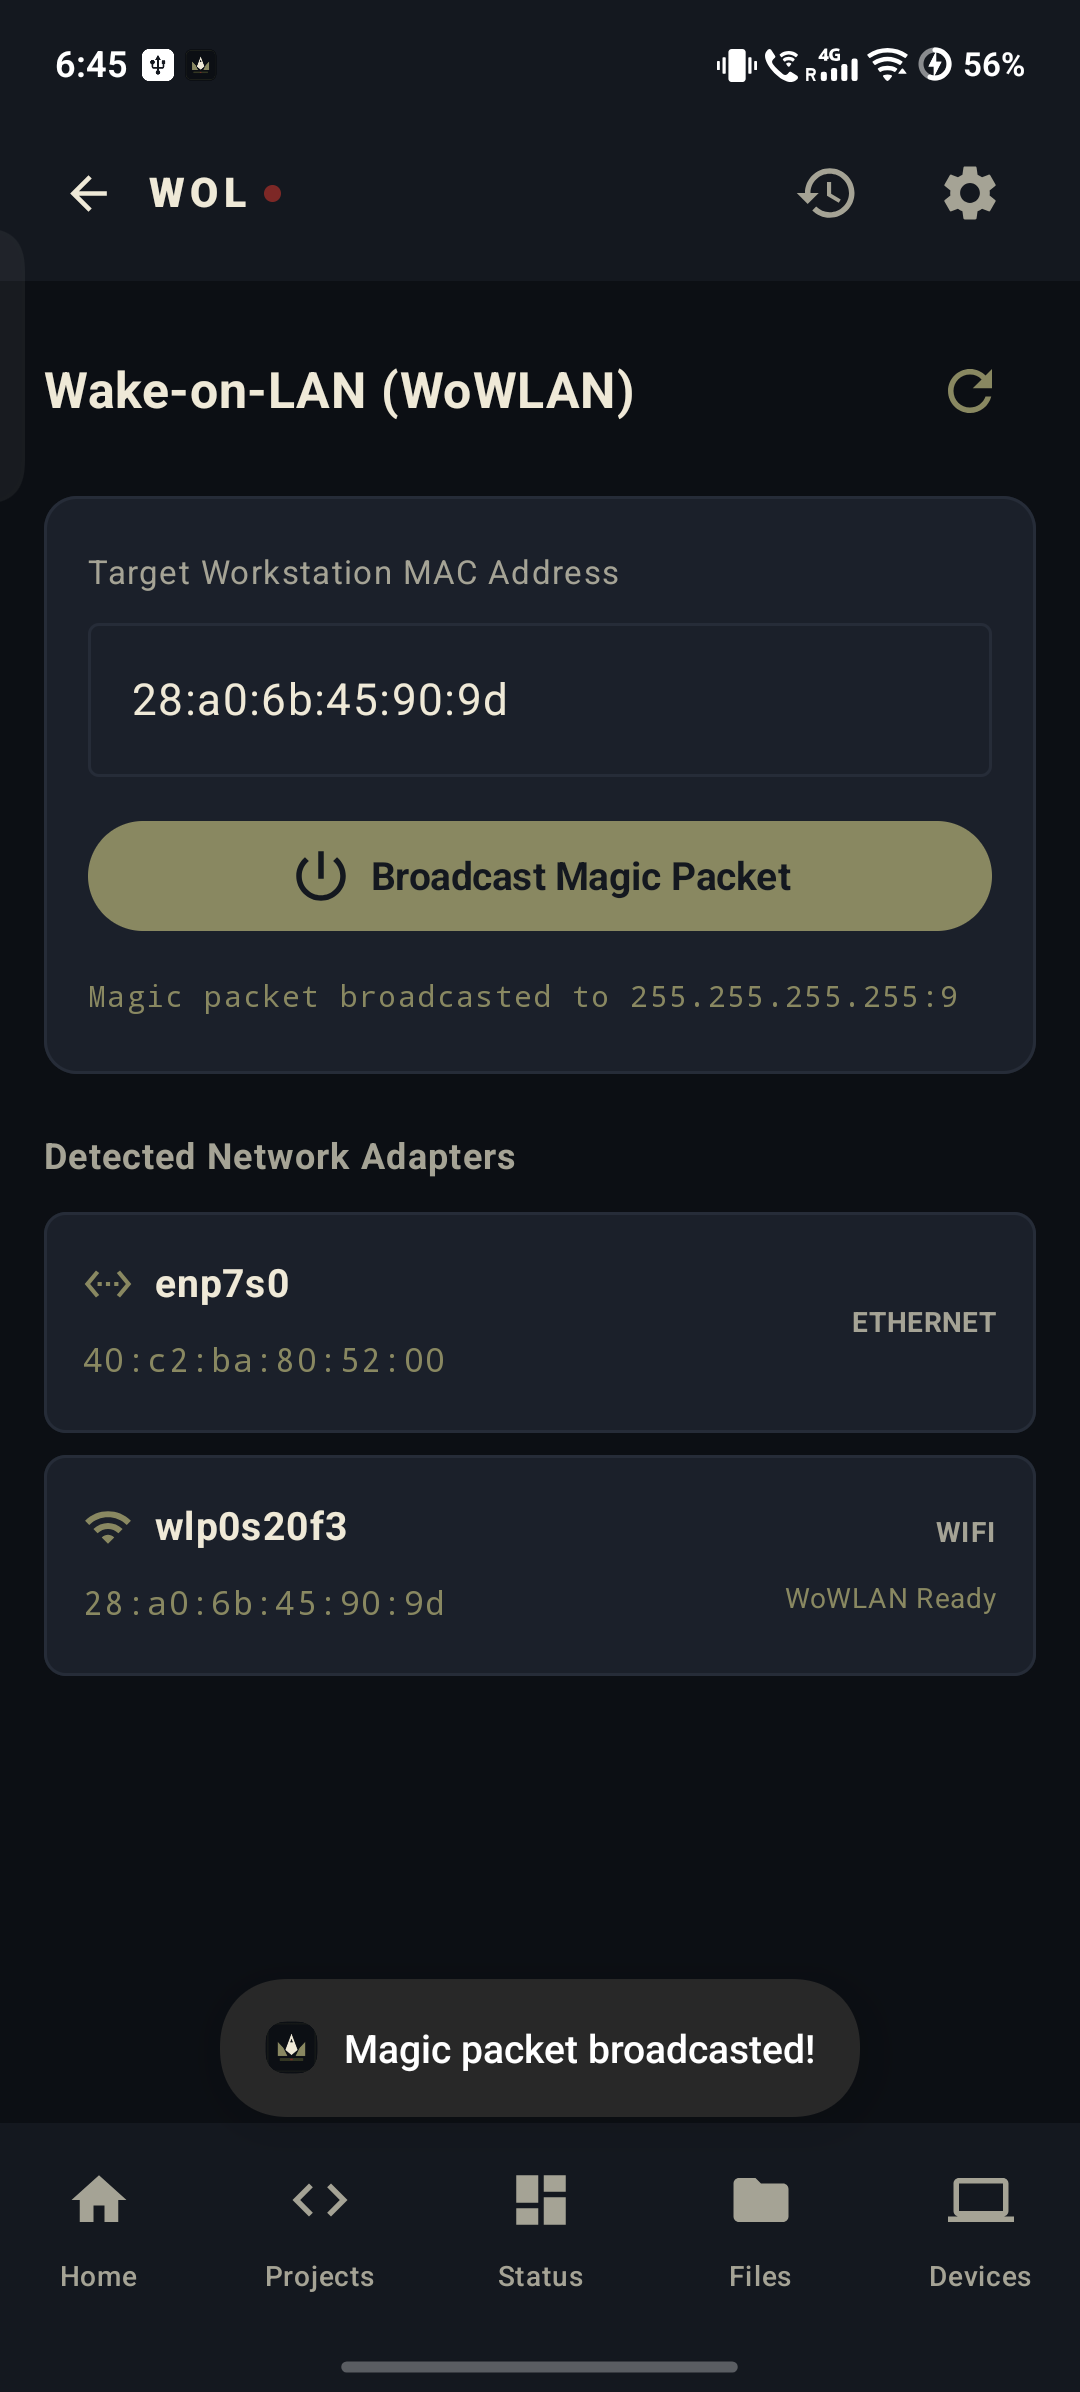 6:45
R 4G 56%
WOL
Wake-on-LAN (WoWLAN)
Target Workstation MAC Address
28:a0:6b:45:90:9d
Broadcast Magic Packet
Magic packet broadcasted to 255.255.255.255:9
Detected Network Adapters
enp7s0
ETHERNET
40:c2:ba:80:52:00
wlp0s20f3
WIFI
28:a0:6b:45:90:9d
WoWLAN Ready
Magic packet broadcasted!
Home
Projects
Status
Files
Devices